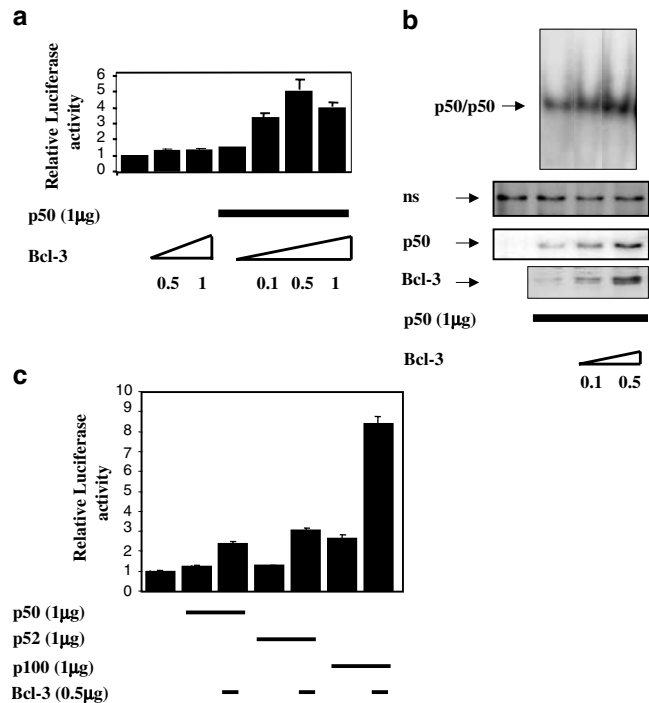 a
Relative Luciferase
activity
6
5
4
3
2
1
0
p50 (1µg)
Bcl-3
0.5 1 0.1 0.5 1
b
p50/p50
ns
p50
Bcl-3
p50 (1µg)
Bcl-3
0.1 0.5
c
Relative Luciferase
activity
10
9
8
7
6
5
4
3
2
1
0
p50 (1µg)
p52 (1µg)
p100 (1µg)
Bcl-3 (0.5µg)